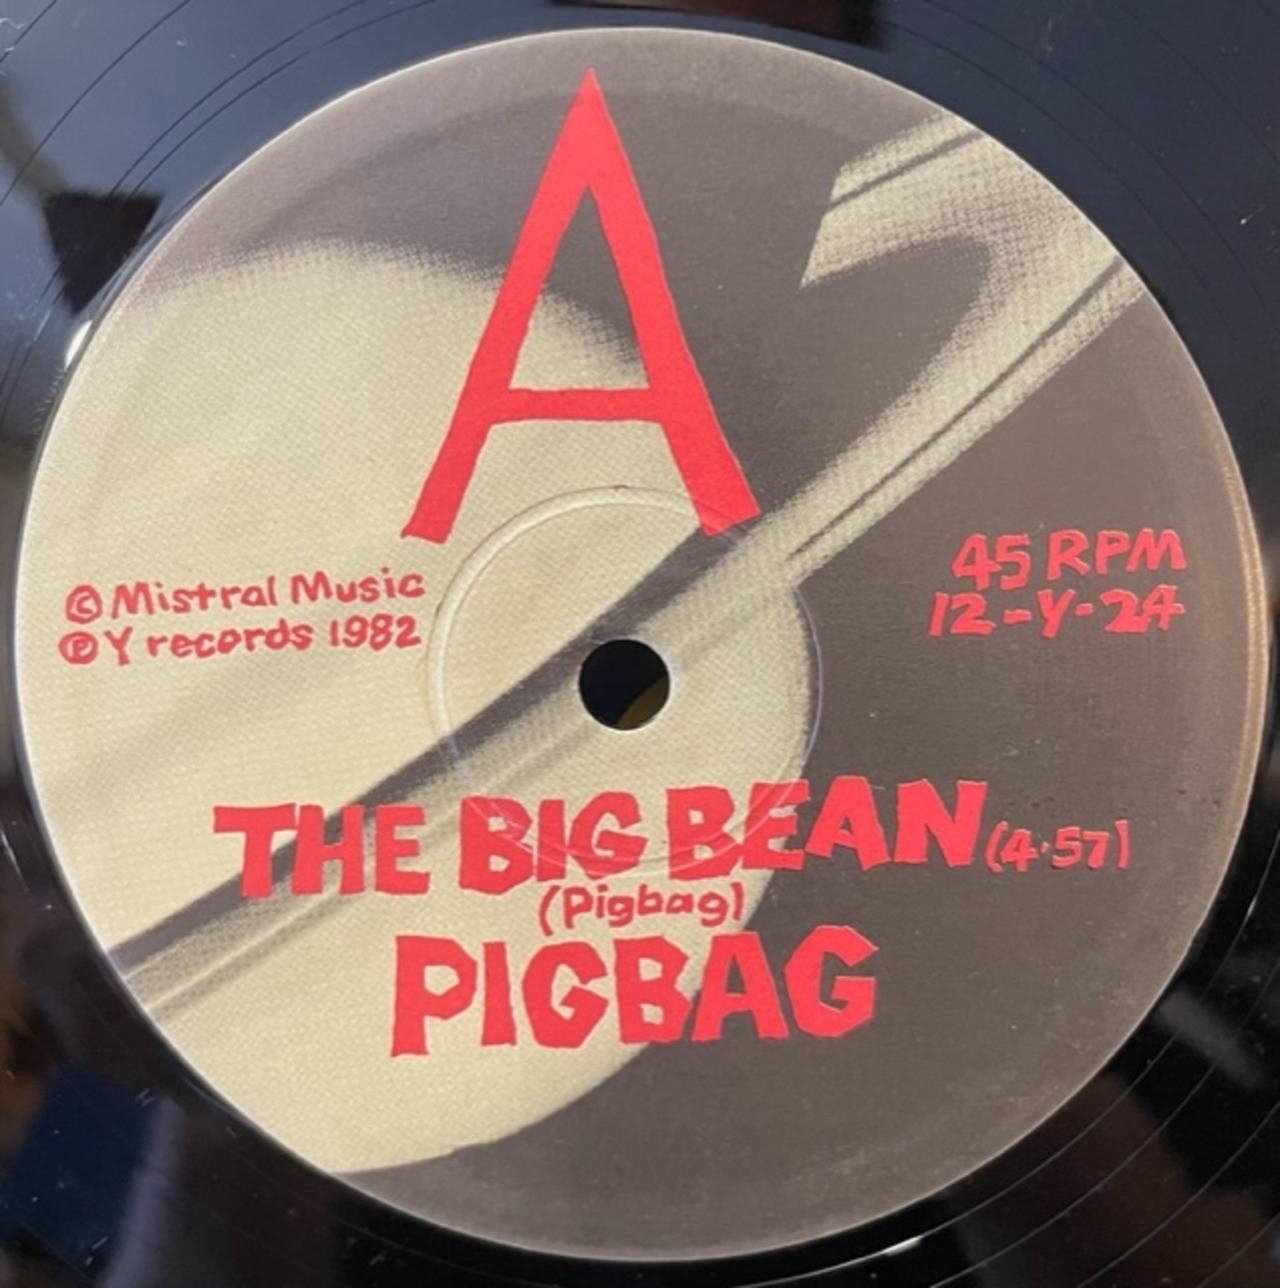 A
© Mistral Music
℗ Y records 1982
45 RPM
12-Y-24
THE BIG BEAN (4·57)
(Pigbag)
PIGBAG